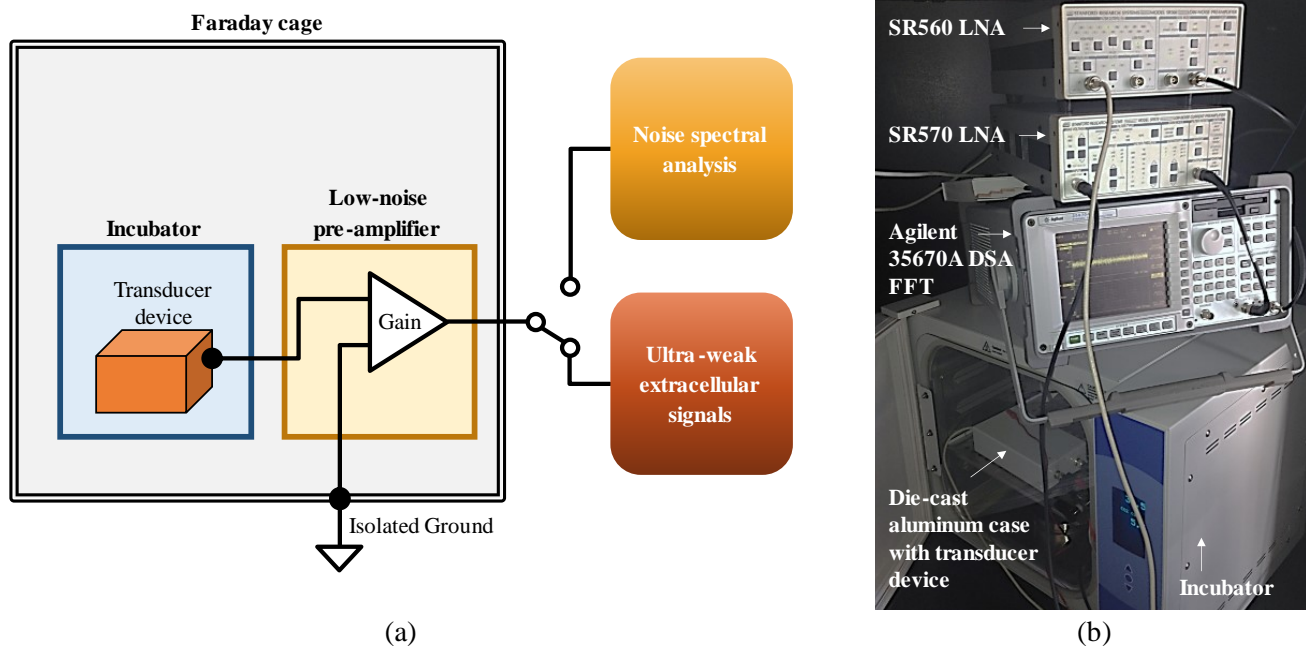 Faraday cage
Noise spectral
analysis
Low-noise
pre-amplifier
Incubator
Transducer
device
Gain
Ultra-weak
extracellular
signals
Isolated Ground
(a)
SR560 LNA
SR570 LNA
Agilent
35670A DSA
FFT
Die-cast
aluminum case
with transducer
device
Incubator
(b)